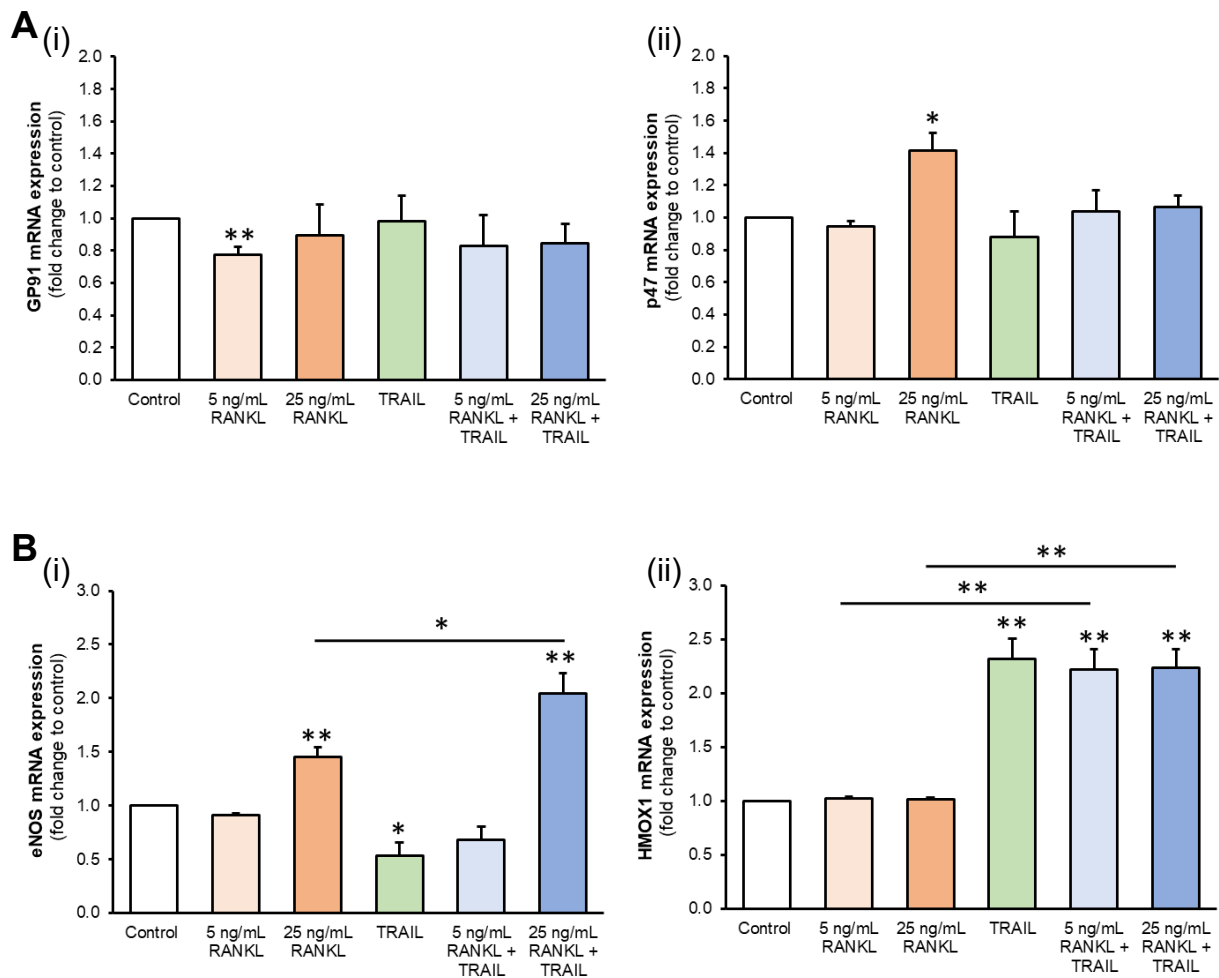 A
(i)
GP91 mRNA expression
(fold change to control)
2.0
1.8
1.6
1.4
1.2
1.0
0.8
0.6
0.4
0.2
0.0
**
Control
5 ng/mL
RANKL
25 ng/mL
RANKL
TRAIL
5 ng/mL
RANKL +
TRAIL
25 ng/mL
RANKL +
TRAIL
(ii)
p47 mRNA expression
(fold change to control)
2.0
1.8
1.6
1.4
1.2
1.0
0.8
0.6
0.4
0.2
0.0
*
Control
5 ng/mL
RANKL
25 ng/mL
RANKL
TRAIL
5 ng/mL
RANKL +
TRAIL
25 ng/mL
RANKL +
TRAIL
B
(i)
eNOS mRNA expression
(fold change to control)
3.0
2.5
2.0
1.5
1.0
0.5
0.0
*
**
*
**
Control
5 ng/mL
RANKL
25 ng/mL
RANKL
TRAIL
5 ng/mL
RANKL +
TRAIL
25 ng/mL
RANKL +
TRAIL
(ii)
HMOX1 mRNA expression
(fold change to control)
3.0
2.5
2.0
1.5
1.0
0.5
0.0
**
**
**
**
**
Control
5 ng/mL
RANKL
25 ng/mL
RANKL
TRAIL
5 ng/mL
RANKL +
TRAIL
25 ng/mL
RANKL +
TRAIL